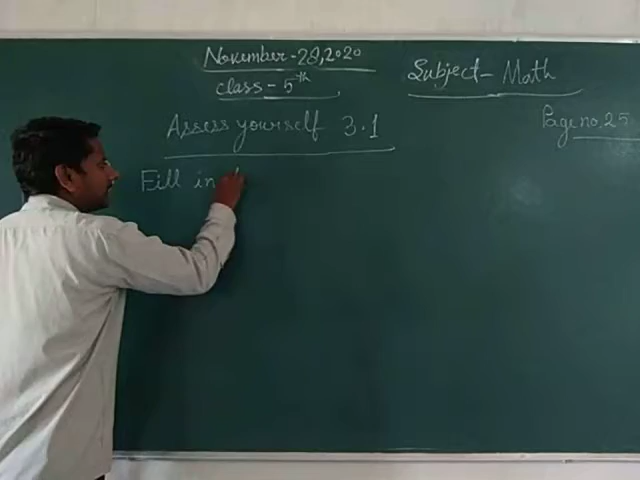 November-28,2020
class-5th
Subject-Math
Assess yourself 3.1
Page no.25
Fill in